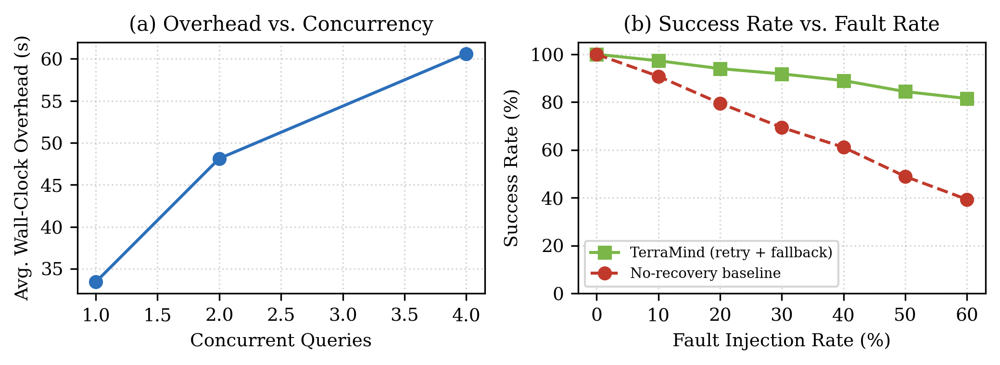 (a) Overhead vs. Concurrency
Avg. Wall-Clock Overhead (s)
60
55
50
45
40
35
1.0 1.5 2.0 2.5 3.0 3.5 4.0
Concurrent Queries
(b) Success Rate vs. Fault Rate
Success Rate (%)
100
80
60
40
20
0
TerraMind (retry + fallback)
No-recovery baseline
0 10 20 30 40 50 60
Fault Injection Rate (%)